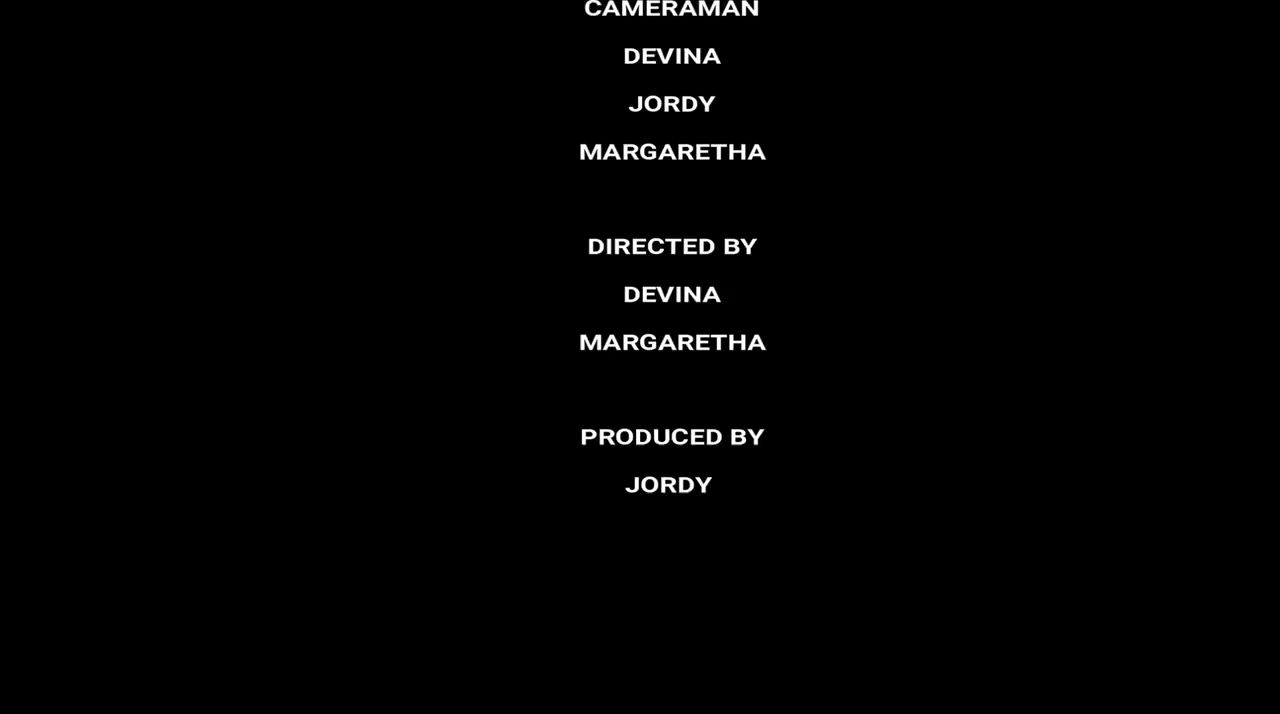 CAMERAMAN
DEVINA
JORDY
MARGARETHA
DIRECTED BY
DEVINA
MARGARETHA
PRODUCED BY
JORDY